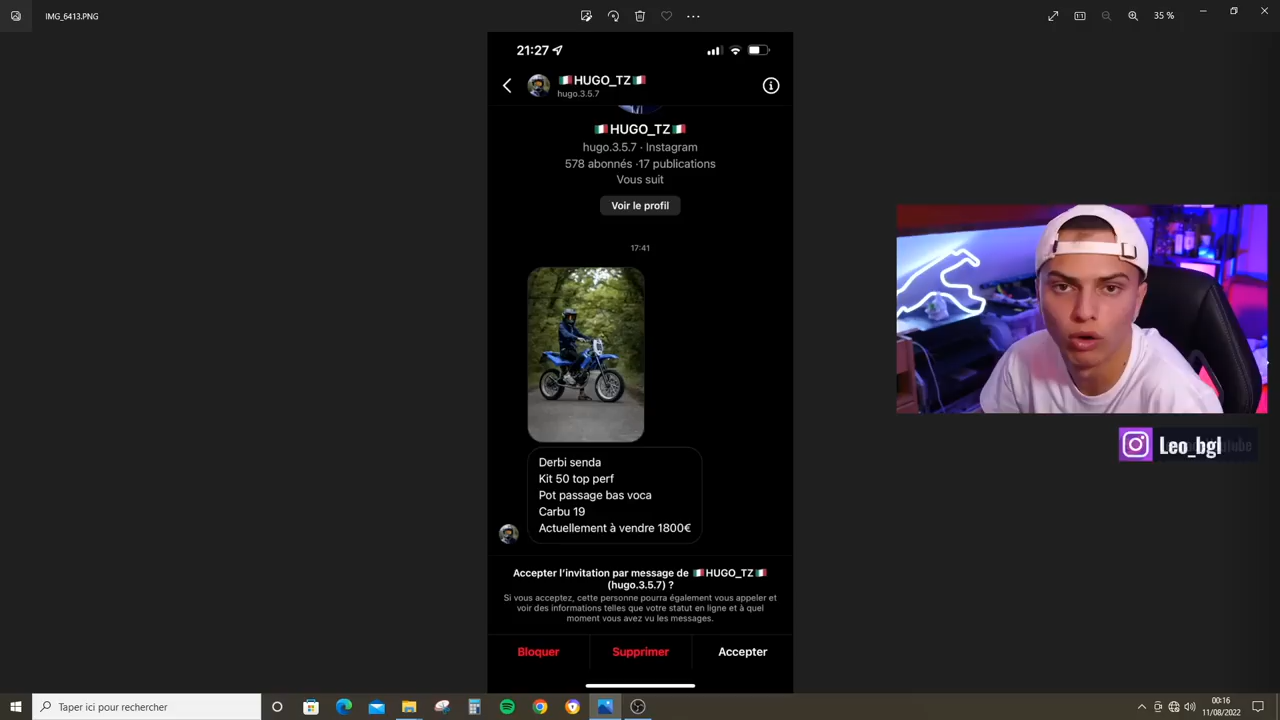 IMG_6413.PNG
35 %
21:27
🇮🇹HUGO_TZ🇮🇹
hugo.3.5.7
🇮🇹HUGO_TZ🇮🇹
hugo.3.5.7 · Instagram
578 abonnés ·17 publications
Vous suit
Voir le profil
17:41
Derbi senda
Kit 50 top perf
Pot passage bas voca
Carbu 19
Actuellement à vendre 1800€
Accepter l'invitation par message de 🇮🇹HUGO_TZ🇮🇹
(hugo.3.5.7) ?
Si vous acceptez, cette personne pourra également vous appeler et
voir des informations telles que votre statut en ligne et à quel
moment vous avez vu les messages.
Bloquer
Supprimer
Accepter
Leo_bgl
Taper ici pour rechercher
00:16
11/08/2022